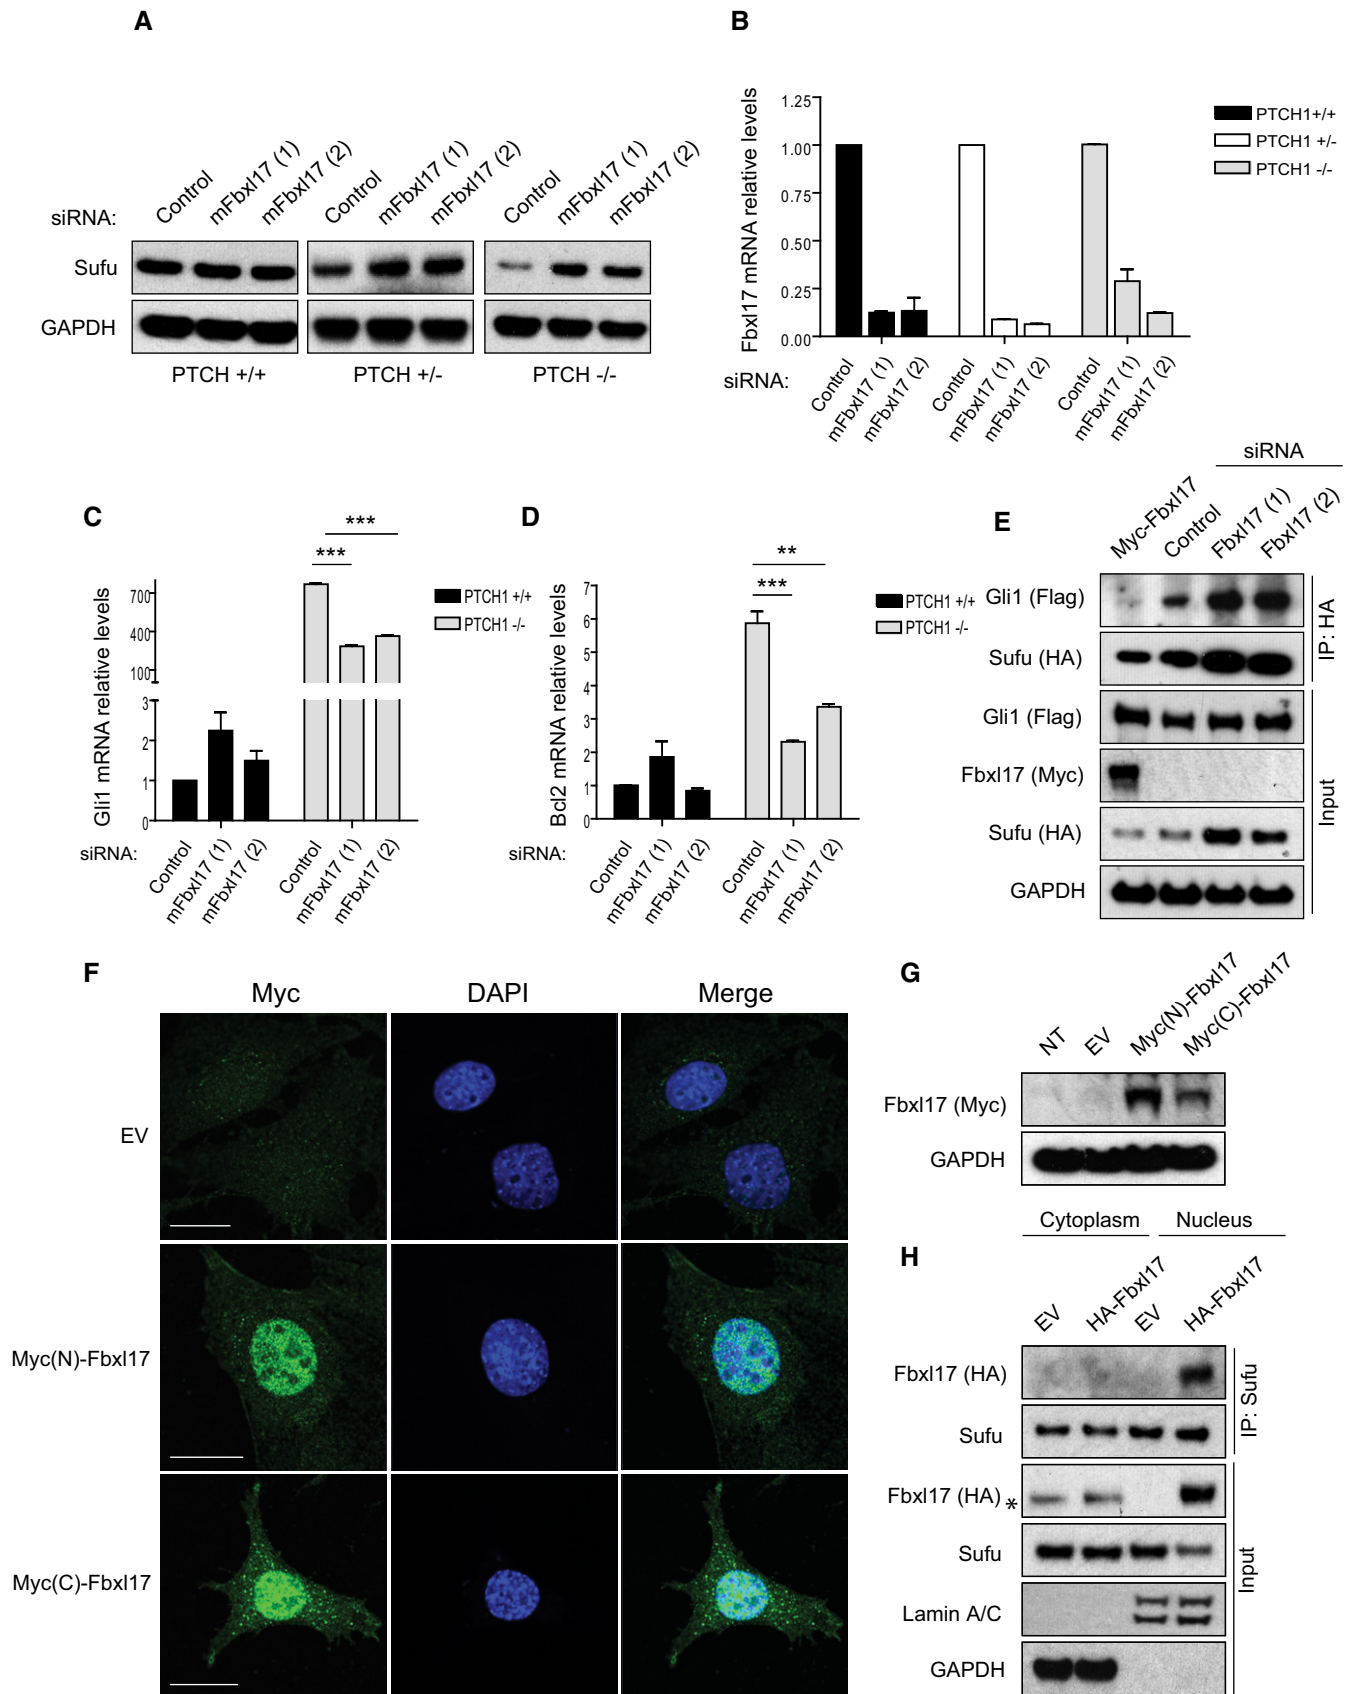 A
siRNA:
Control
mFbxl17 (1)
mFbxl17 (2)
Control
mFbxl17 (1)
mFbxl17 (2)
Control
mFbxl17 (1)
mFbxl17 (2)
Sufu
GAPDH
PTCH +/+
PTCH +/-
PTCH -/-
B
Fbxl17 mRNA relative levels
1.25
1.00
0.75
0.50
0.25
0.00
PTCH1+/+
PTCH1 +/-
PTCH1 -/-
siRNA:
Control
mFbxl17 (1)
mFbxl17 (2)
Control
mFbxl17 (1)
mFbxl17 (2)
Control
mFbxl17 (1)
mFbxl17 (2)
C
Gli1 mRNA relative levels
700
400
100
3
2
1
0
***
***
PTCH1 +/+
PTCH1 -/-
siRNA:
Control
mFbxl17 (1)
mFbxl17 (2)
Control
mFbxl17 (1)
mFbxl17 (2)
D
Bcl2 mRNA relative levels
7
6
5
4
3
2
1
0
**
***
PTCH1 +/+
PTCH1 -/-
siRNA:
Control
mFbxl17 (1)
mFbxl17 (2)
Control
mFbxl17 (1)
mFbxl17 (2)
E
siRNA
Myc-Fbxl17
Control
Fbxl17 (1)
Fbxl17 (2)
Gli1 (Flag)
Sufu (HA)
IP: HA
Gli1 (Flag)
Fbxl17 (Myc)
Sufu (HA)
GAPDH
Input
F
Myc
DAPI
Merge
EV
Myc(N)-Fbxl17
Myc(C)-Fbxl17
G
NT
EV
Myc(N)-Fbxl17
Myc(C)-Fbxl17
Fbxl17 (Myc)
GAPDH
H
Cytoplasm
Nucleus
EV
HA-Fbxl17
EV
HA-Fbxl17
Fbxl17 (HA)
Sufu
IP: Sufu
Fbxl17 (HA)
*
Sufu
Lamin A/C
GAPDH
Input